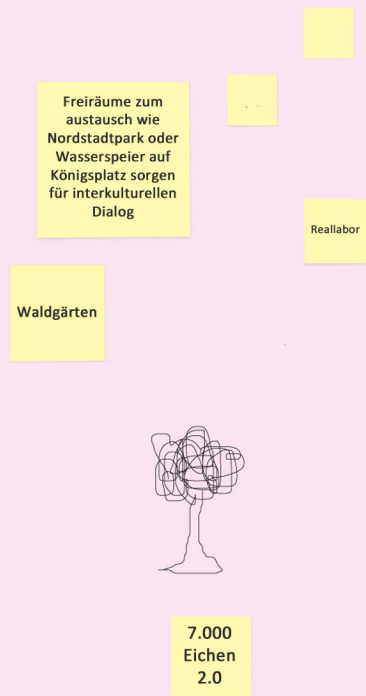 Freiräume zum
austausch wie
Nordstadtpark oder
Wasserspeier auf
Königsplatz sorgen
für interkulturellen
Dialog
Reallabor
Waldgärten
7.000
Eichen
2.0